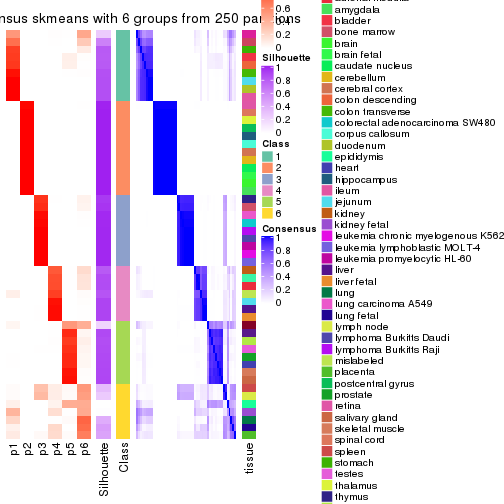 nsus skmeans with 6 groups from 250 partitions
0.6
0.4
0.2
0
Silhouette
1
0.8
0.6
0.4
0.2
0
Class
1
2
3
4
5
6
Consensus
1
0.8
0.6
0.4
0.2
0
p1
p2
p3
p4
p5
p6
Silhouette
Class
tissue
amygdala
bladder
bone marrow
brain
brain fetal
caudate nucleus
cerebellum
cerebral cortex
colon descending
colon transverse
colorectal adenocarcinoma SW480
corpus callosum
duodenum
epididymis
heart
hippocampus
ileum
jejunum
kidney
kidney fetal
leukemia chronic myelogenous K562
leukemia lymphoblastic MOLT-4
leukemia promyelocytic HL-60
liver
liver fetal
lung
lung carcinoma A549
lung fetal
lymph node
lymphoma Burkitts Daudi
lymphoma Burkitts Raji
mislabeled
placenta
postcentral gyrus
prostate
retina
salivary gland
skeletal muscle
spinal cord
spleen
stomach
testes
thalamus
thymus